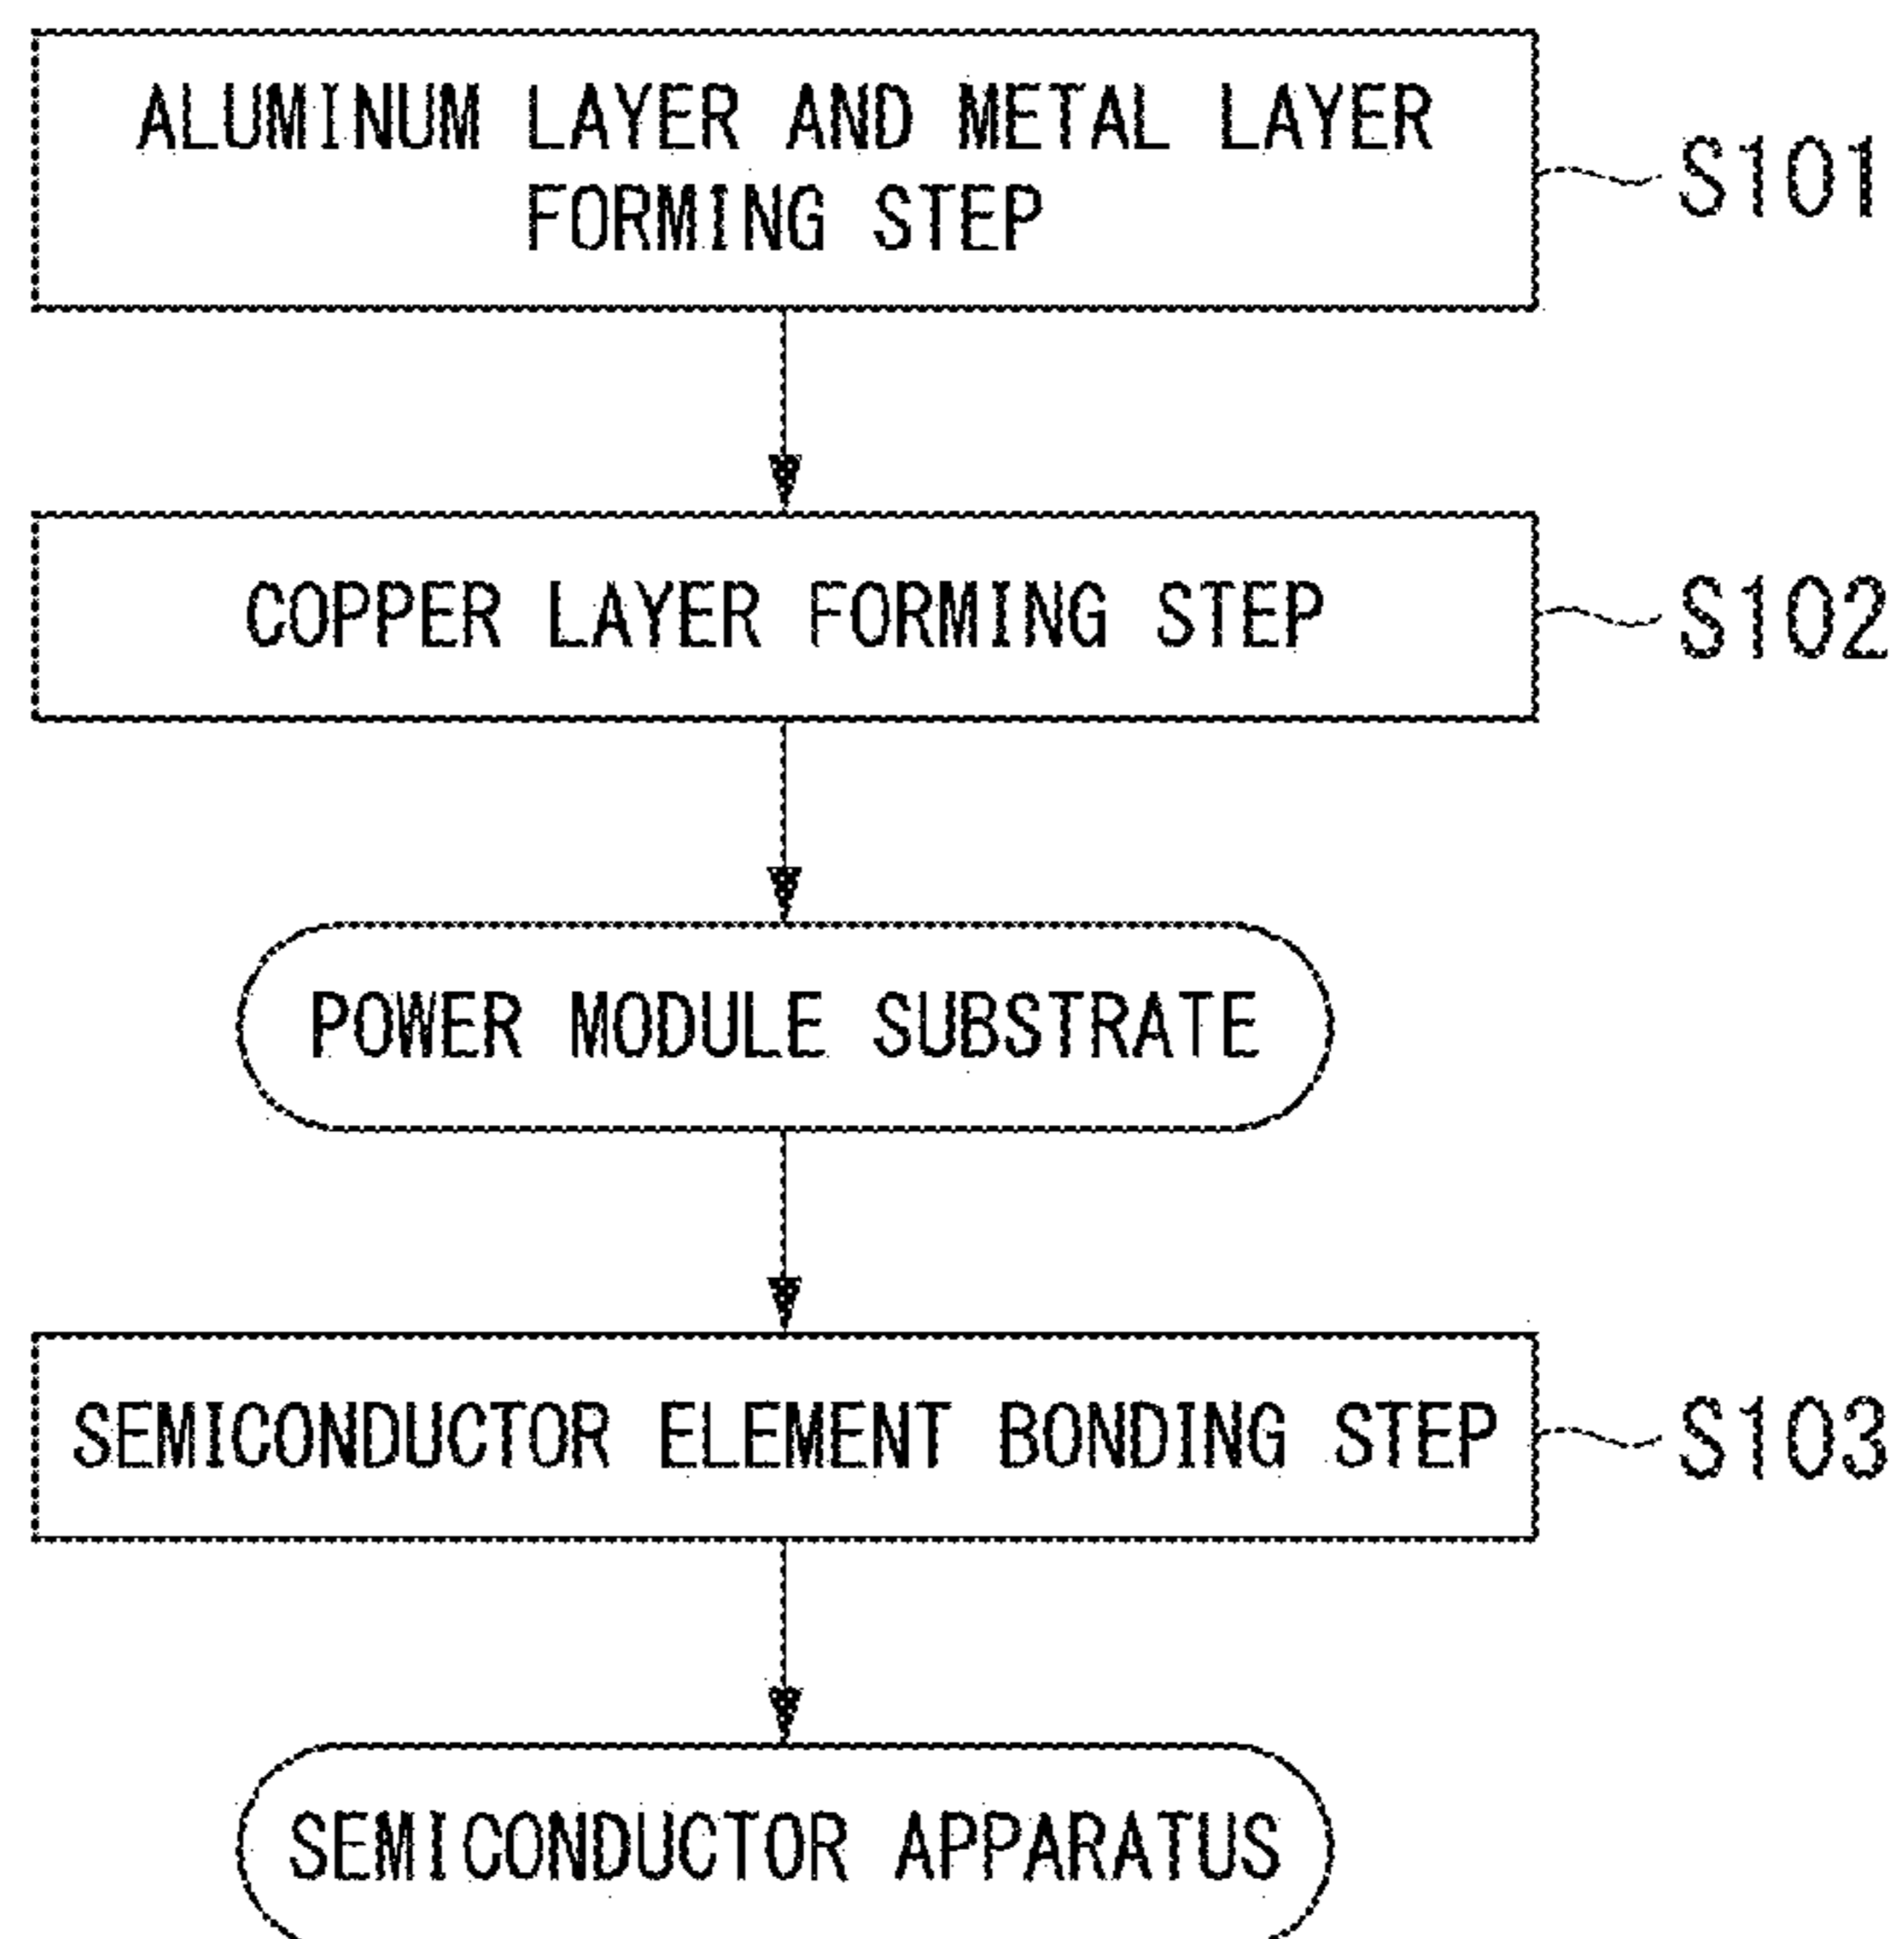 ALUMINUM LAYER AND METAL LAYER
FORMING STEP
S101
COPPER LAYER FORMING STEP
S102
POWER MODULE SUBSTRATE
SEMICONDUCTOR ELEMENT BONDING STEP
S103
SEMICONDUCTOR APPARATUS